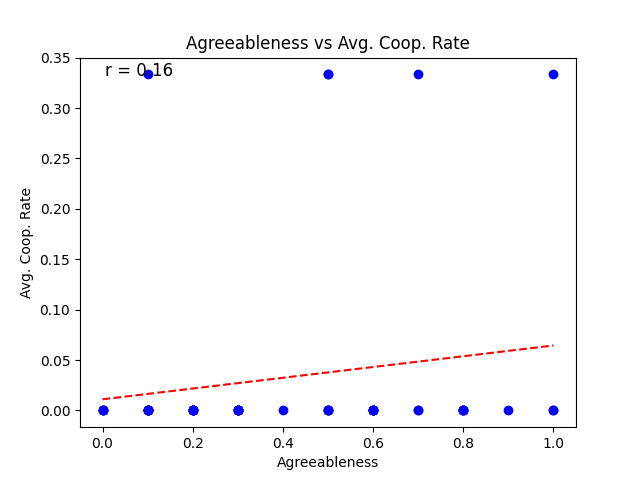 Agreeableness vs Avg. Coop. Rate
r = 0.16
0.35
0.30
0.25
0.20
0.15
0.10
0.05
0.00
Avg. Coop. Rate
0.0 0.2 0.4 0.6 0.8 1.0
Agreeableness